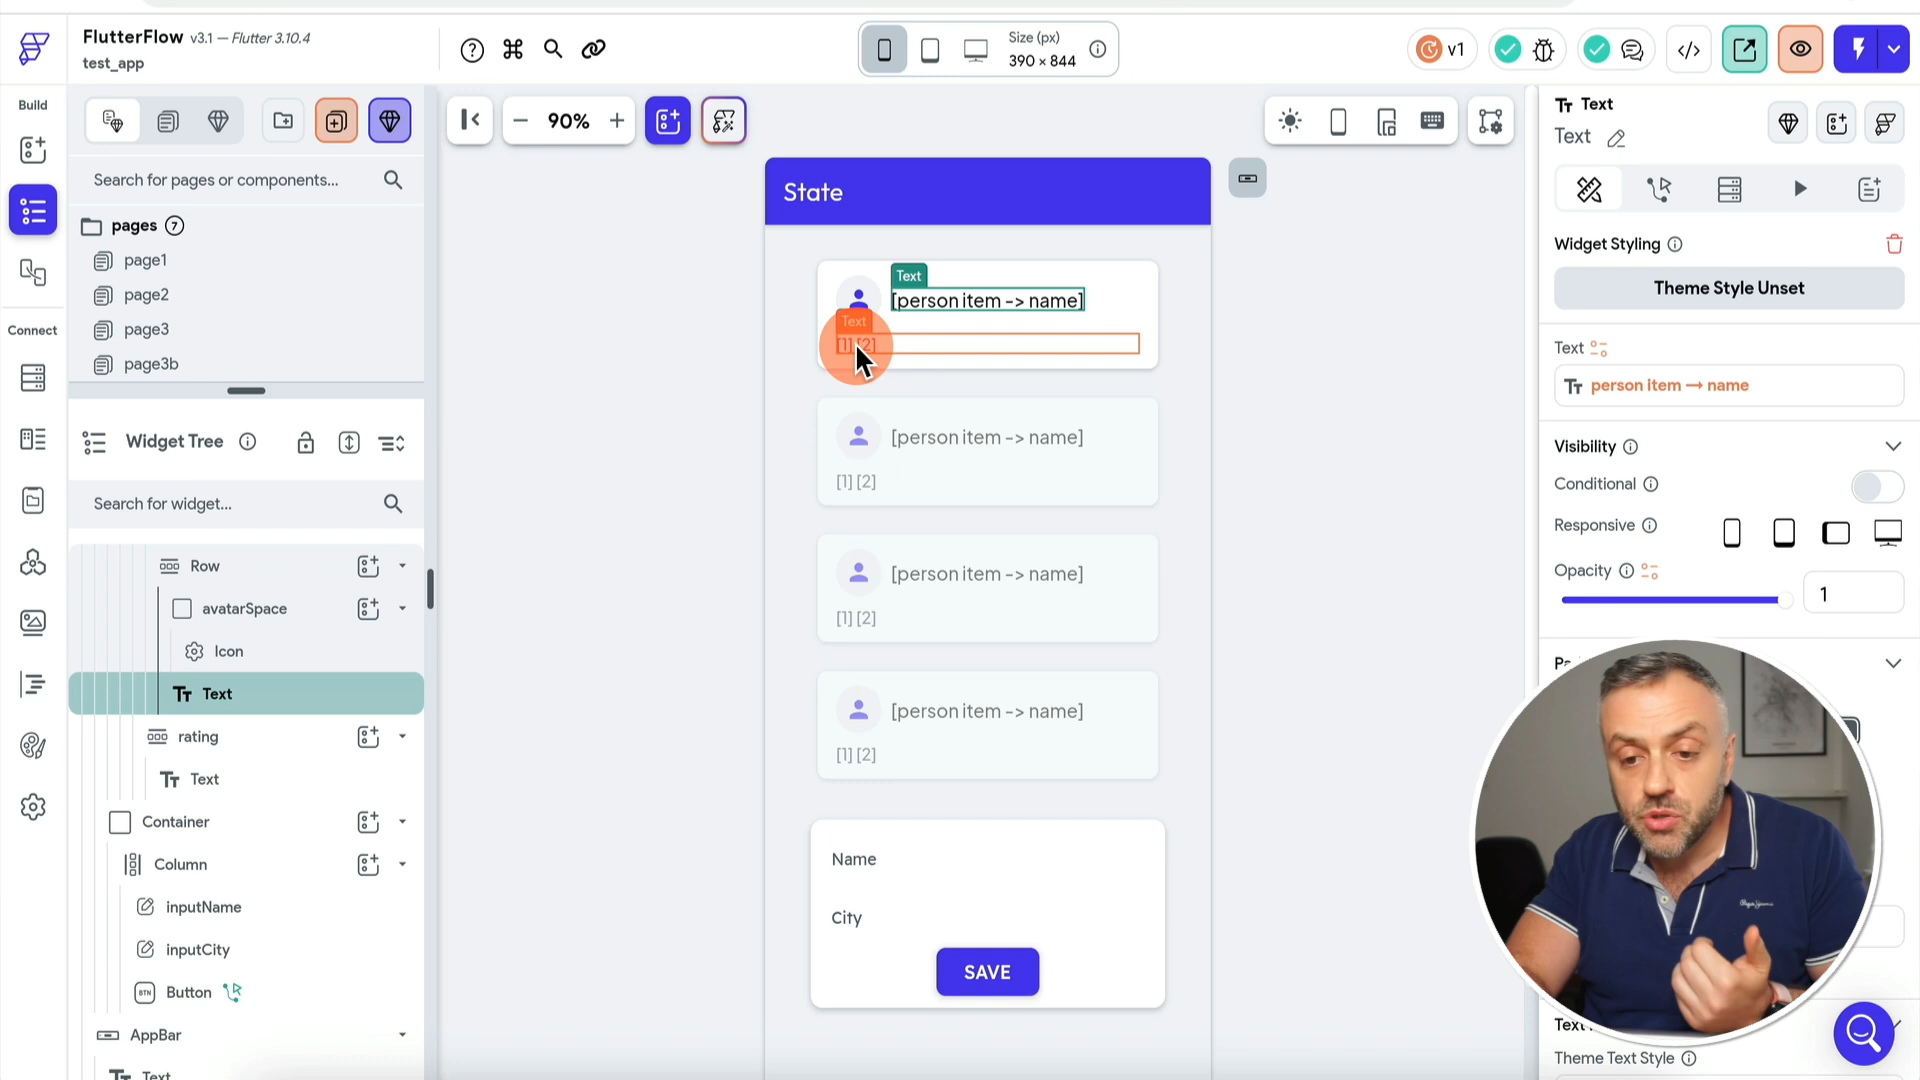 FlutterFlow v3.1 — Flutter 3.10.4
test_app
Size (px)
390 × 844
v1
Build
Connect
90%
Search for pages or components...
pages 7
page1
page2
page3
page3b
Widget Tree
Search for widget...
Row
avatarSpace
Icon
Text
rating
Text
Container
Column
inputName
inputCity
BTN Button
AppBar
Text
State
Text
[person item -> name]
Text
[1] [2]
[person item -> name]
[1] [2]
[person item -> name]
[1] [2]
[person item -> name]
[1] [2]
Name
City
SAVE
Text
Text
Widget Styling
Theme Style Unset
Text
person item → name
Visibility
Conditional
Responsive
Opacity
1
Text
Theme Text Style